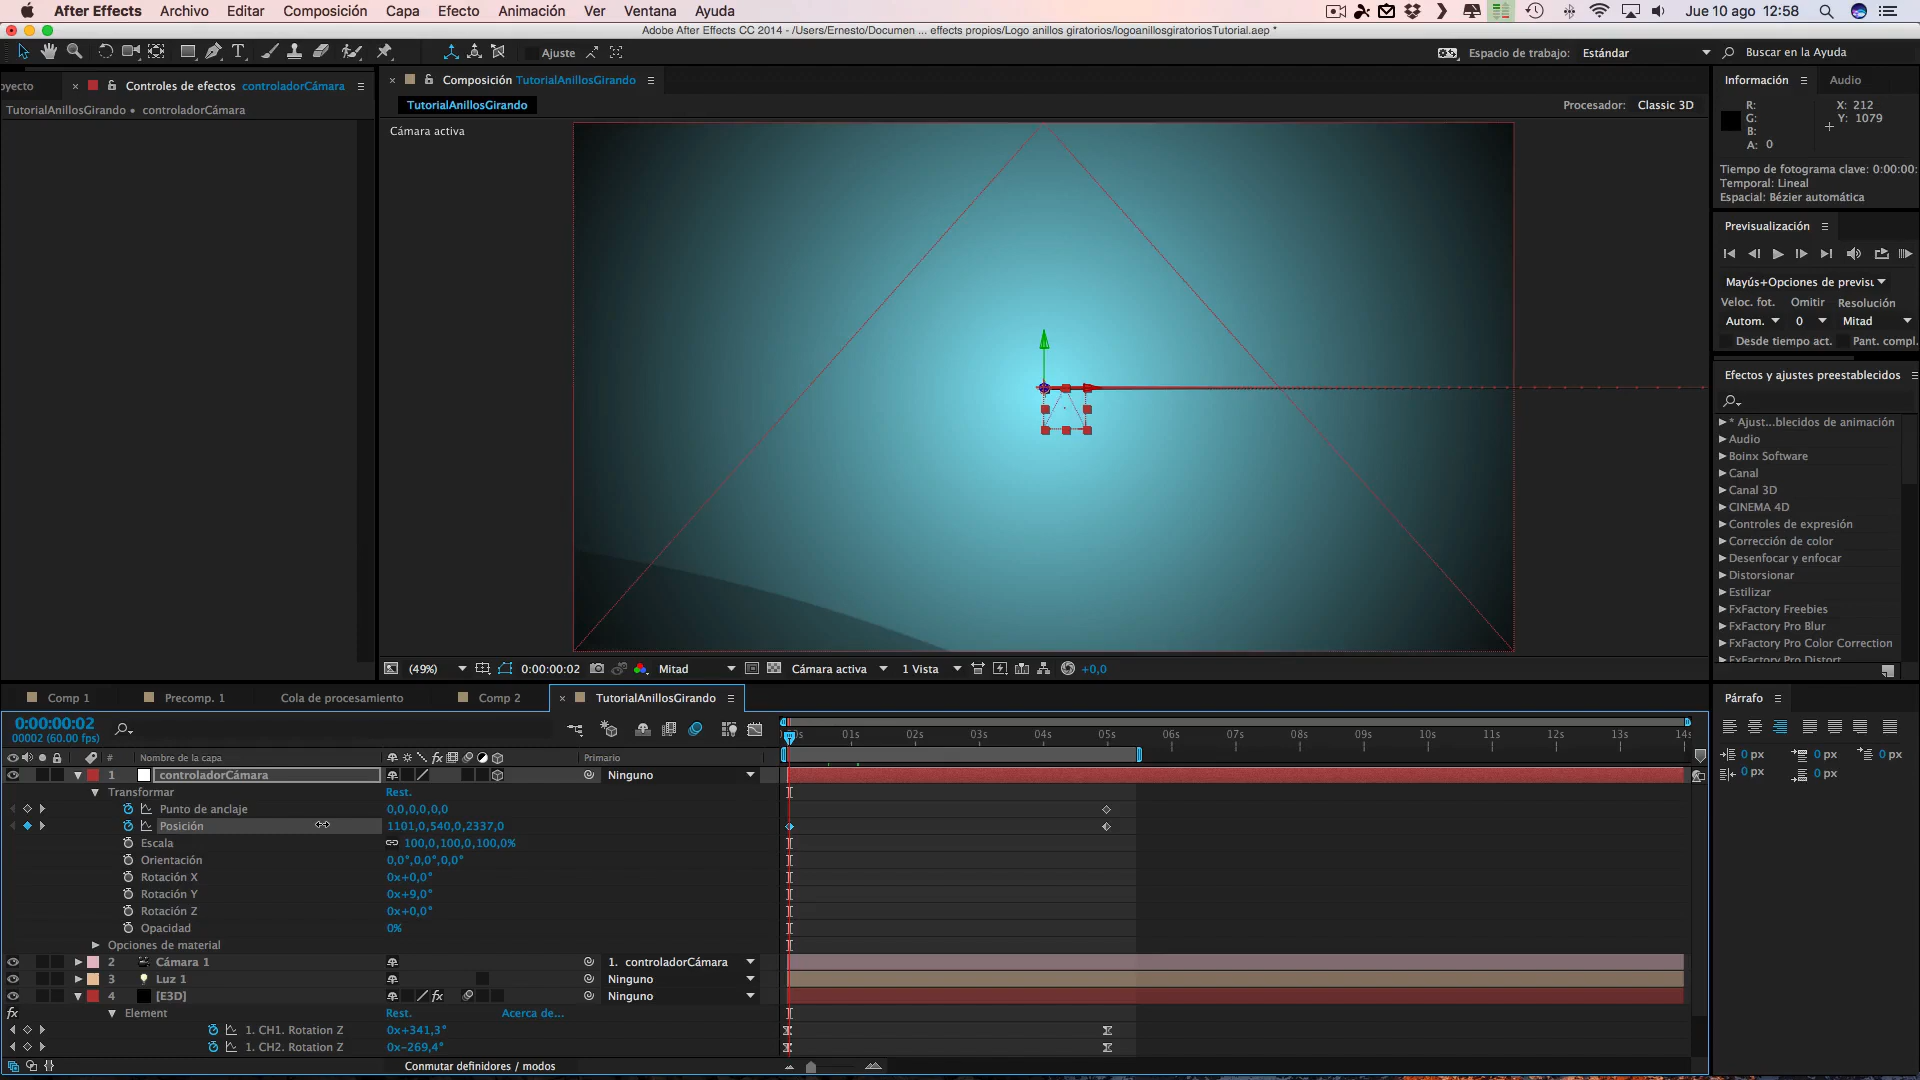 After Effects Archivo Editar Composición Capa Efecto Animación Ver Ventana Ayuda Jue 10 ago 12:58
Adobe After Effects CC 2014 - /Users/Ernesto/Documen ... effects propios/Logo anillos giratorios/logoanillosgiratoriosTutorial.aep *
Ajuste Espacio de trabajo: Estándar Buscar en la Ayuda
oyecto Controles de efectos controladorCámara
TutorialAnillosGirando • controladorCámara
Composición TutorialAnillosGirando
TutorialAnillosGirando
Procesador: Classic 3D
Cámara activa
Información Audio
R: X: 212
G: Y: 1079
B:
A: 0
Tiempo de fotograma clave: 0:00:00:
Temporal: Lineal
Espacial: Bézier automática
Previsualización
Mayús+Opciones de previsu
Veloc. fot. Omitir Resolución
Autom. 0 Mitad
Desde tiempo act. Pant. compl.
Efectos y ajustes preestablecidos
* Ajust...blecidos de animación
Audio
Boinx Software
Canal
Canal 3D
CINEMA 4D
Controles de expresión
Corrección de color
Desenfocar y enfocar
Distorsionar
Estilizar
FxFactory Freebies
FxFactory Pro Blur
FxFactory Pro Color Correction
FxFactory Pro Distort
(49%) 0:00:00:02 Mitad Cámara activa 1 Vista +0,0
Comp 1 Precomp. 1 Cola de procesamiento Comp 2 TutorialAnillosGirando
0:00:00:02
00002 (60.00 fps)
01s 02s 03s 04s 05s 06s 07s 08s 09s 10s 11s 12s 13s 14s
# Nombre de la capa Primario
1 controladorCámara Ninguno
Transformar Rest.
Punto de anclaje 0,0,0,0,0,0
Posición 1101,0,540,0,2337,0
Escala 100,0,100,0,100,0%
Orientación 0,0°,0,0°,0,0°
Rotación X 0x+0,0°
Rotación Y 0x+9,0°
Rotación Z 0x+0,0°
Opacidad 0%
Opciones de material
2 Cámara 1 1. controladorCámara
3 Luz 1 Ninguno
4 [E3D] fx Ninguno
fx Element Rest. Acerca de...
1. CH1. Rotation Z 0x+341,3°
1. CH2. Rotation Z 0x-269,4°
Conmutar definidores / modos
Párrafo
0 px 0 px 0 px
0 px 0 px